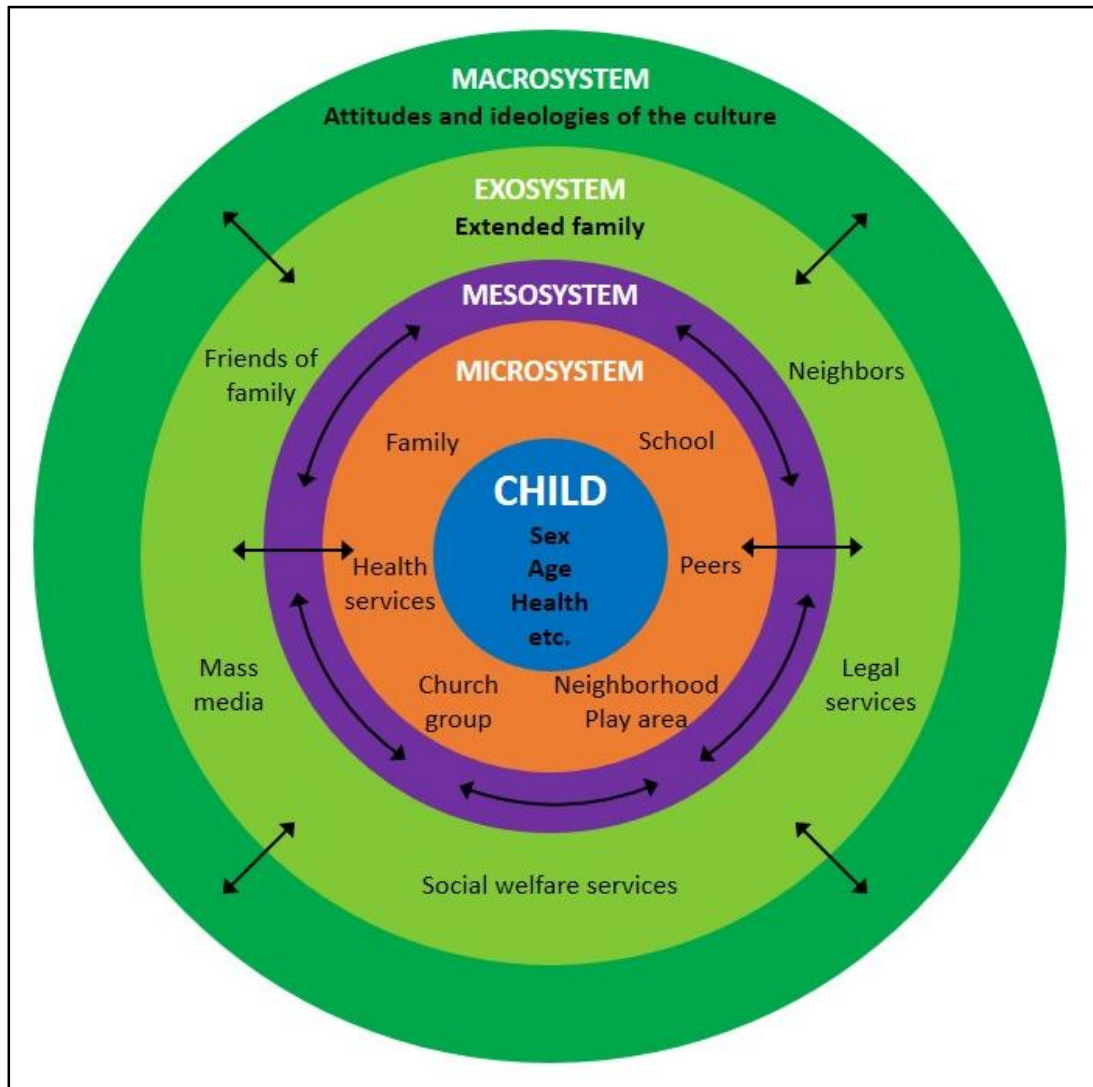 MACROSYSTEM
Attitudes and ideologies of the culture
EXOSYSTEM
Extended family
MESOSYSTEM
Friends of
family
Neighbors
MICROSYSTEM
Family
School
CHILD
Sex
Age
Health
etc.
Health
services
Peers
Mass
media
Church
group
Neighborhood
Play area
Legal
services
Social welfare services